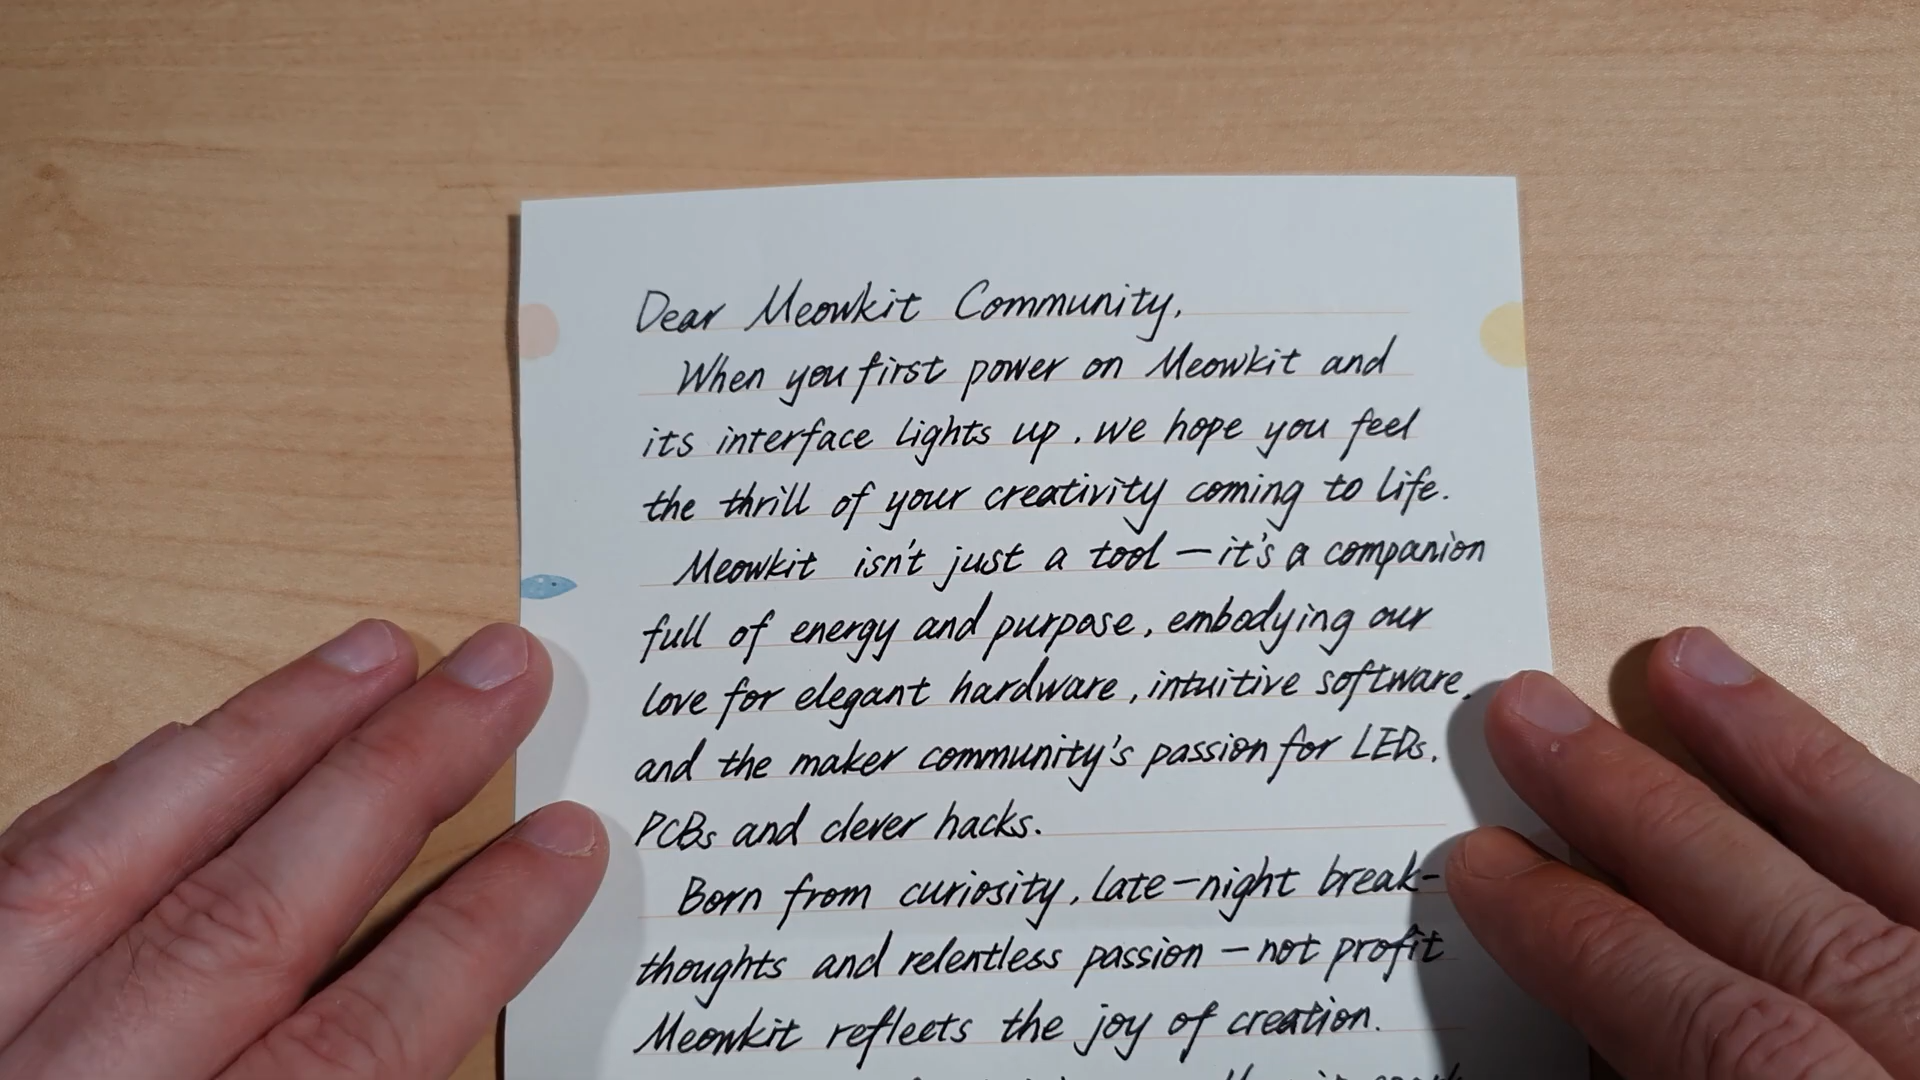 Dear Meowkit Community,
When you first power on Meowkit and
its interface lights up, we hope you feel
the thrill of your creativity coming to life.
Meowkit isn't just a tool — it's a companion
full of energy and purpose, embodying our
love for elegant hardware, intuitive software,
and the maker community's passion for LEDs,
PCBs and clever hacks.
Born from curiosity, late-night break-
thoughts and relentless passion — not profit
Meowkit reflects the joy of creation.